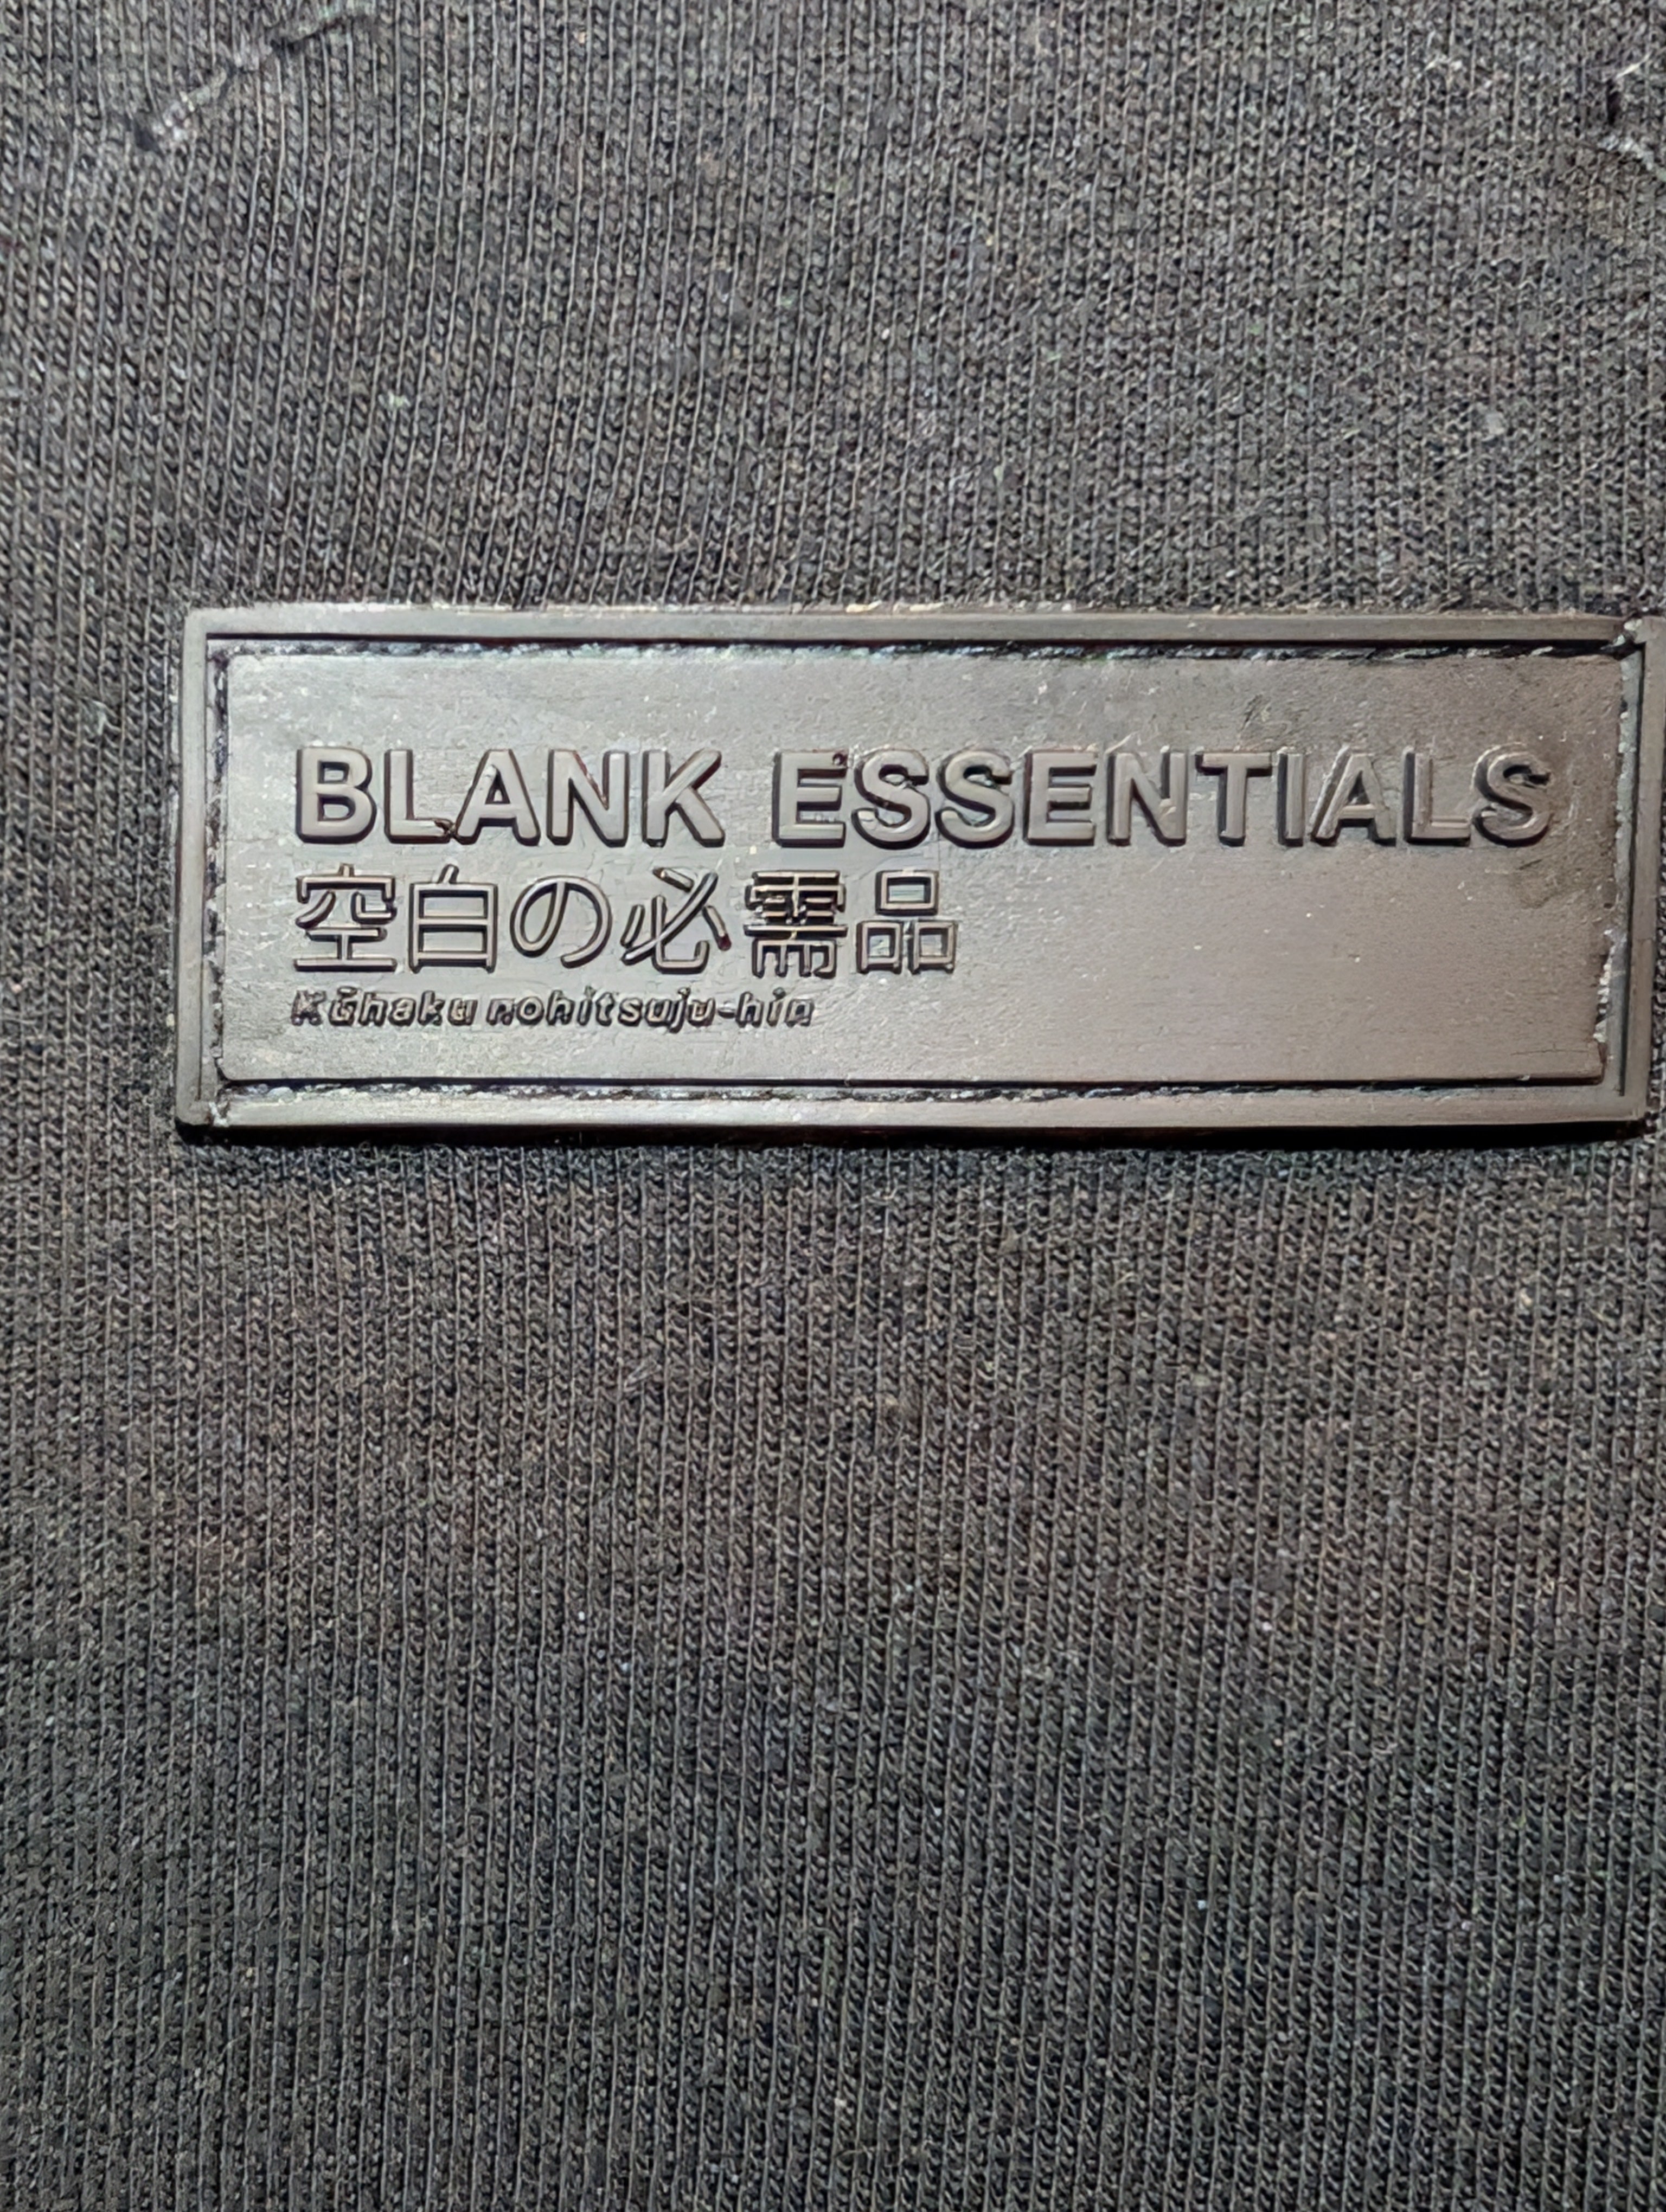 BLANK ESSENTIALS
空白の必需品
Kūhaku nohitsuju-hin